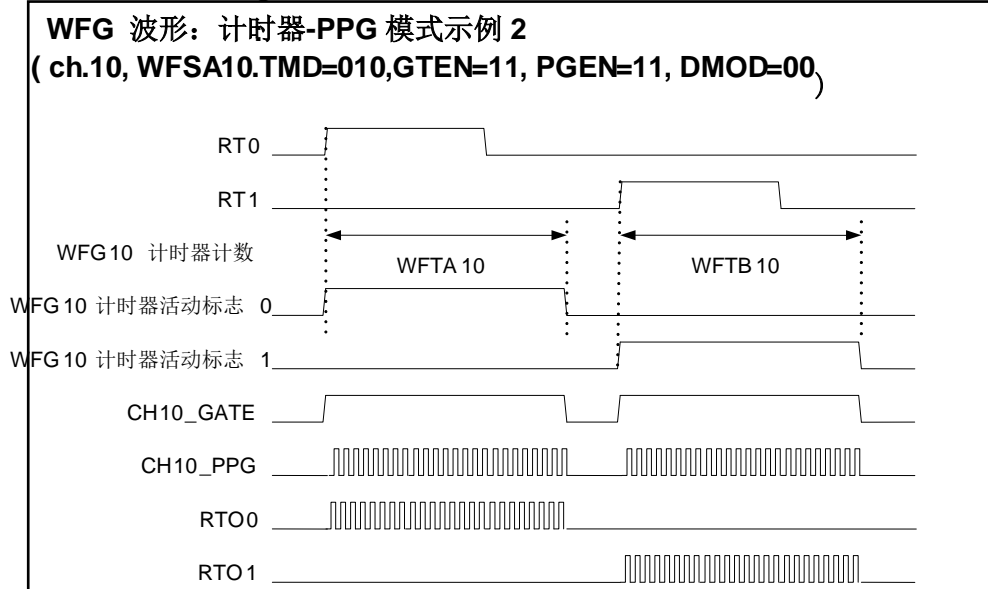 WFG 波形：计时器-PPG 模式示例 2
( ch.10, WFSA10.TMD=010,GTEN=11, PGEN=11, DMOD=00)
RT0
RT1
WFG10 计时器计数
WFTA10
WFTB10
WFG10 计时器活动标志 0
WFG10 计时器活动标志 1
CH10_GATE
CH10_PPG
RTO0
RTO1